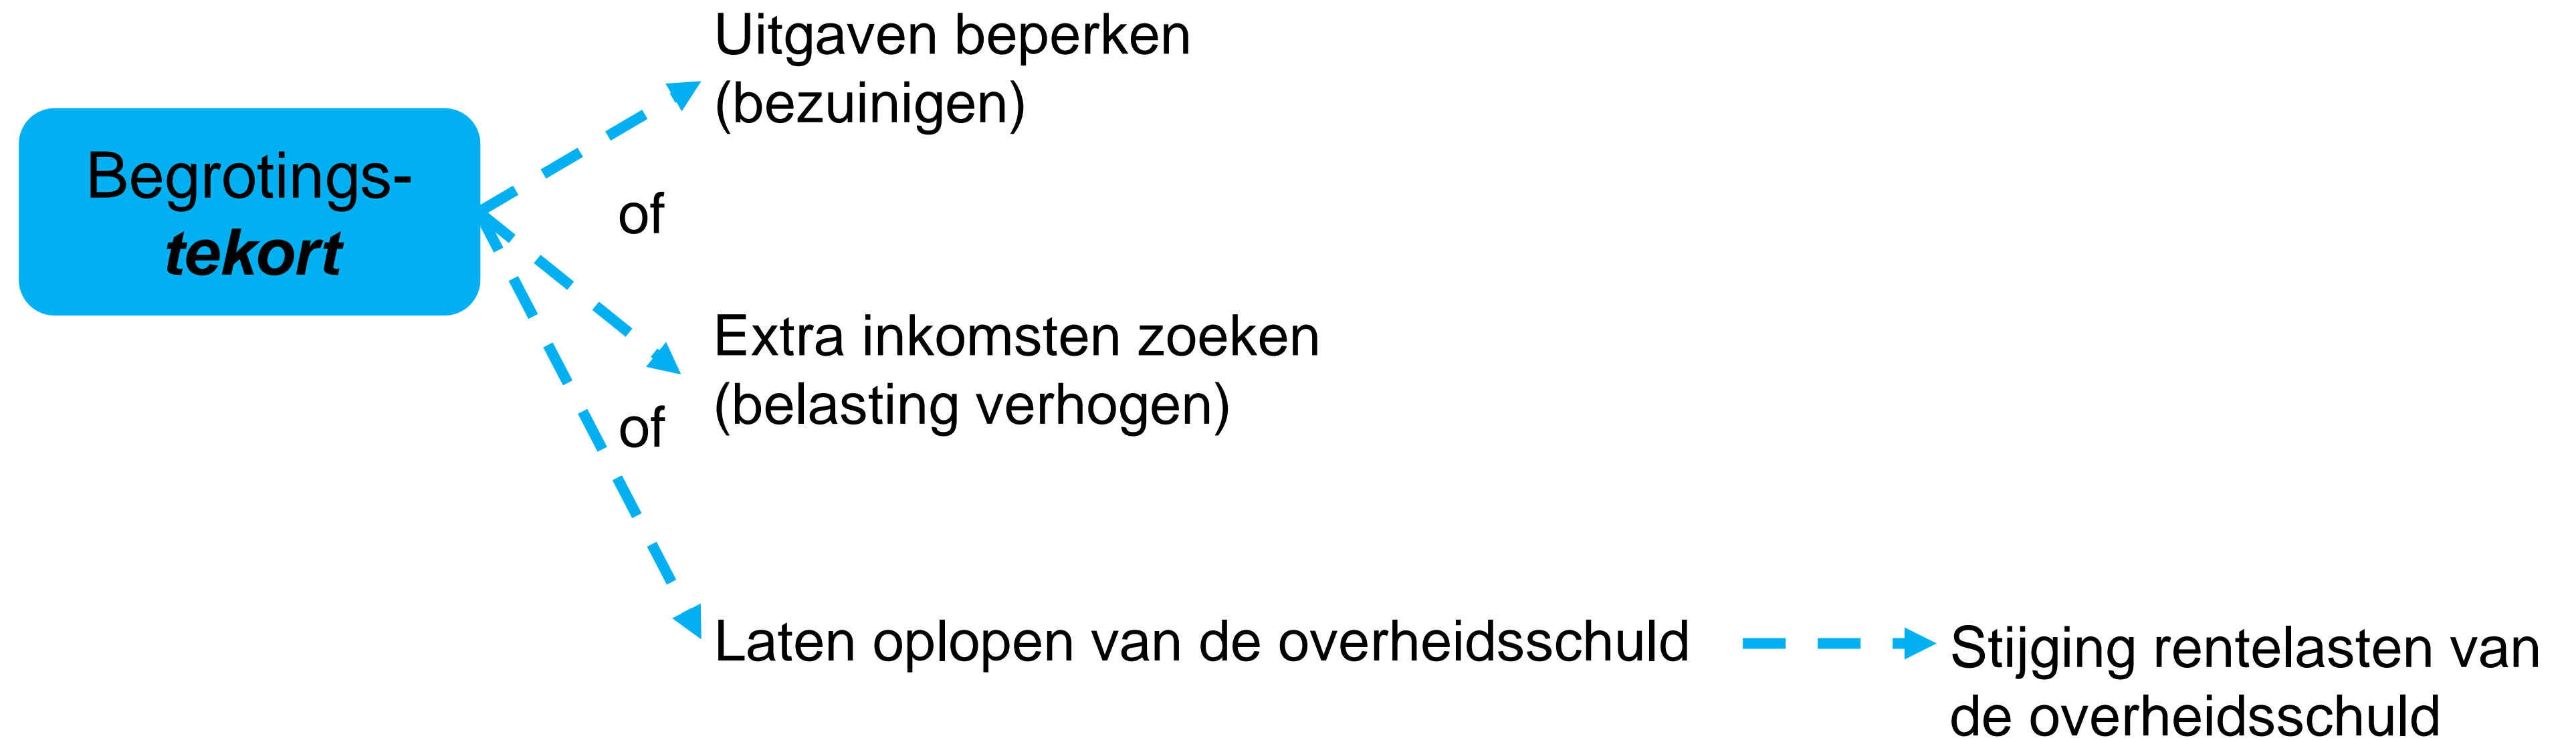 Uitgaven beperken
(bezuinigen)
Begrotings-
tekort
of
Extra inkomsten zoeken
(belasting verhogen)
of
Laten oplopen van de overheidsschuld
Stijging rentelasten van
de overheidsschuld